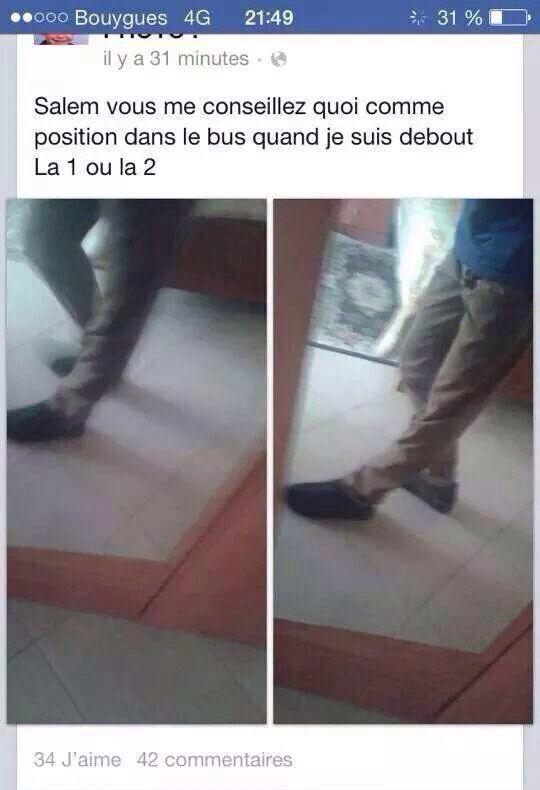 Bouygues 4G 21:49 31 %
il y a 31 minutes ·
Salem vous me conseillez quoi comme
position dans le bus quand je suis debout
La 1 ou la 2
34 J'aime 42 commentaires